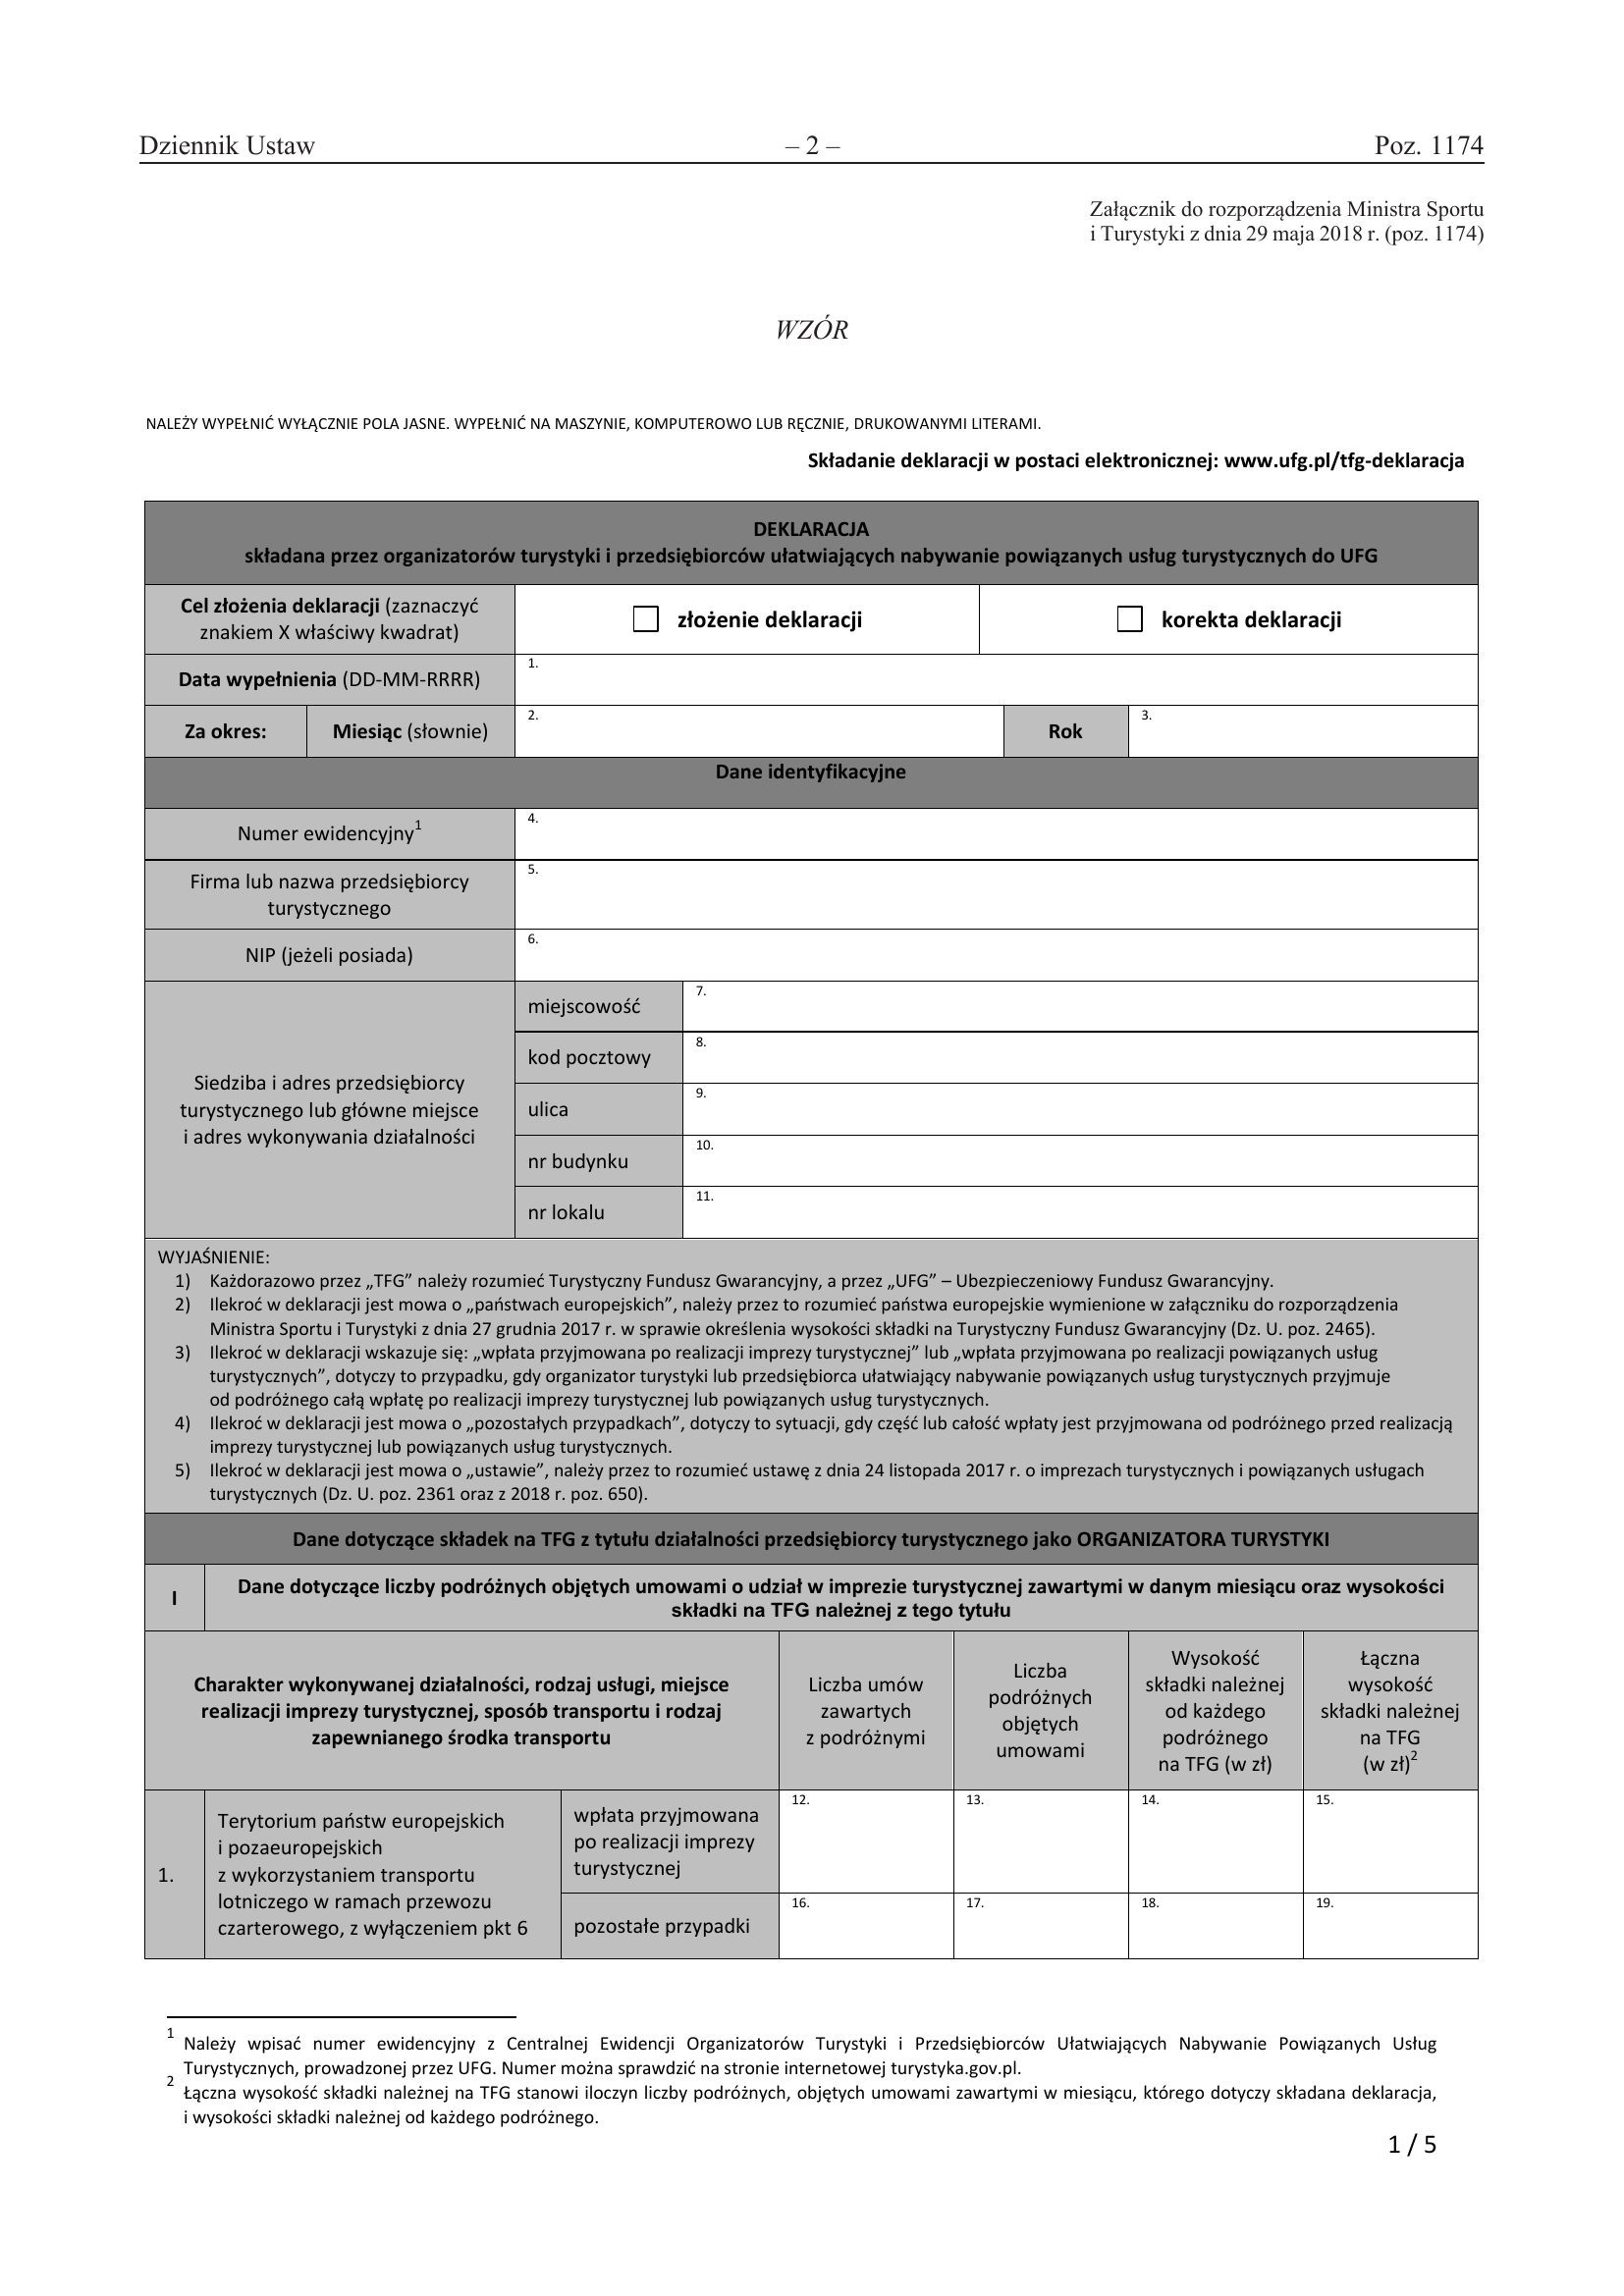 Dziennik Ustaw – 2 – Poz. 1174
Załącznik do rozporządzenia Ministra Sportu
i Turystyki z dnia 29 maja 2018 r. (poz. 1174)
WZÓR
NALEŻY WYPEŁNIĆ WYŁĄCZNIE POLA JASNE. WYPEŁNIĆ NA MASZYNIE, KOMPUTEROWO LUB RĘCZNIE, DRUKOWANYMI LITERAMI.
Składanie deklaracji w postaci elektronicznej: www.ufg.pl/tfg-deklaracja
DEKLARACJA
składana przez organizatorów turystyki i przedsiębiorców ułatwiających nabywanie powiązanych usług turystycznych do UFG
Cel złożenia deklaracji (zaznaczyć
znakiem X właściwy kwadrat)
złożenie deklaracji
korekta deklaracji
Data wypełnienia (DD-MM-RRRR)
1.
Za okres:
Miesiąc (słownie)
2.
Rok
3.
Dane identyfikacyjne
Numer ewidencyjny1
4.
Firma lub nazwa przedsiębiorcy
turystycznego
5.
NIP (jeżeli posiada)
6.
Siedziba i adres przedsiębiorcy
turystycznego lub główne miejsce
i adres wykonywania działalności
miejscowość
7.
kod pocztowy
8.
ulica
9.
nr budynku
10.
nr lokalu
11.
WYJAŚNIENIE:
1) Każdorazowo przez „TFG” należy rozumieć Turystyczny Fundusz Gwarancyjny, a przez „UFG” – Ubezpieczeniowy Fundusz Gwarancyjny.
2) Ilekroć w deklaracji jest mowa o „państwach europejskich”, należy przez to rozumieć państwa europejskie wymienione w załączniku do rozporządzenia
Ministra Sportu i Turystyki z dnia 27 grudnia 2017 r. w sprawie określenia wysokości składki na Turystyczny Fundusz Gwarancyjny (Dz. U. poz. 2465).
3) Ilekroć w deklaracji wskazuje się: „wpłata przyjmowana po realizacji imprezy turystycznej” lub „wpłata przyjmowana po realizacji powiązanych usług
turystycznych”, dotyczy to przypadku, gdy organizator turystyki lub przedsiębiorca ułatwiający nabywanie powiązanych usług turystycznych przyjmuje
od podróżnego całą wpłatę po realizacji imprezy turystycznej lub powiązanych usług turystycznych.
4) Ilekroć w deklaracji jest mowa o „pozostałych przypadkach”, dotyczy to sytuacji, gdy część lub całość wpłaty jest przyjmowana od podróżnego przed realizacją
imprezy turystycznej lub powiązanych usług turystycznych.
5) Ilekroć w deklaracji jest mowa o „ustawie”, należy przez to rozumieć ustawę z dnia 24 listopada 2017 r. o imprezach turystycznych i powiązanych usługach
turystycznych (Dz. U. poz. 2361 oraz z 2018 r. poz. 650).
Dane dotyczące składek na TFG z tytułu działalności przedsiębiorcy turystycznego jako ORGANIZATORA TURYSTYKI
I
Dane dotyczące liczby podróżnych objętych umowami o udział w imprezie turystycznej zawartymi w danym miesiącu oraz wysokości
składki na TFG należnej z tego tytułu
Charakter wykonywanej działalności, rodzaj usługi, miejsce
realizacji imprezy turystycznej, sposób transportu i rodzaj
zapewnianego środka transportu
Liczba umów
zawartych
z podróżnymi
Liczba
podróżnych
objętych
umowami
Wysokość
składki należnej
od każdego
podróżnego
na TFG (w zł)
Łączna
wysokość
składki należnej
na TFG
(w zł)2
1.
Terytorium państw europejskich
i pozaeuropejskich
z wykorzystaniem transportu
lotniczego w ramach przewozu
czarterowego, z wyłączeniem pkt 6
wpłata przyjmowana
po realizacji imprezy
turystycznej
12.
13.
14.
15.
pozostałe przypadki
16.
17.
18.
19.
1 Należy wpisać numer ewidencyjny z Centralnej Ewidencji Organizatorów Turystyki i Przedsiębiorców Ułatwiających Nabywanie Powiązanych Usług
Turystycznych, prowadzonej przez UFG. Numer można sprawdzić na stronie internetowej turystyka.gov.pl.
2 Łączna wysokość składki należnej na TFG stanowi iloczyn liczby podróżnych, objętych umowami zawartymi w miesiącu, którego dotyczy składana deklaracja,
i wysokości składki należnej od każdego podróżnego.
1 / 5